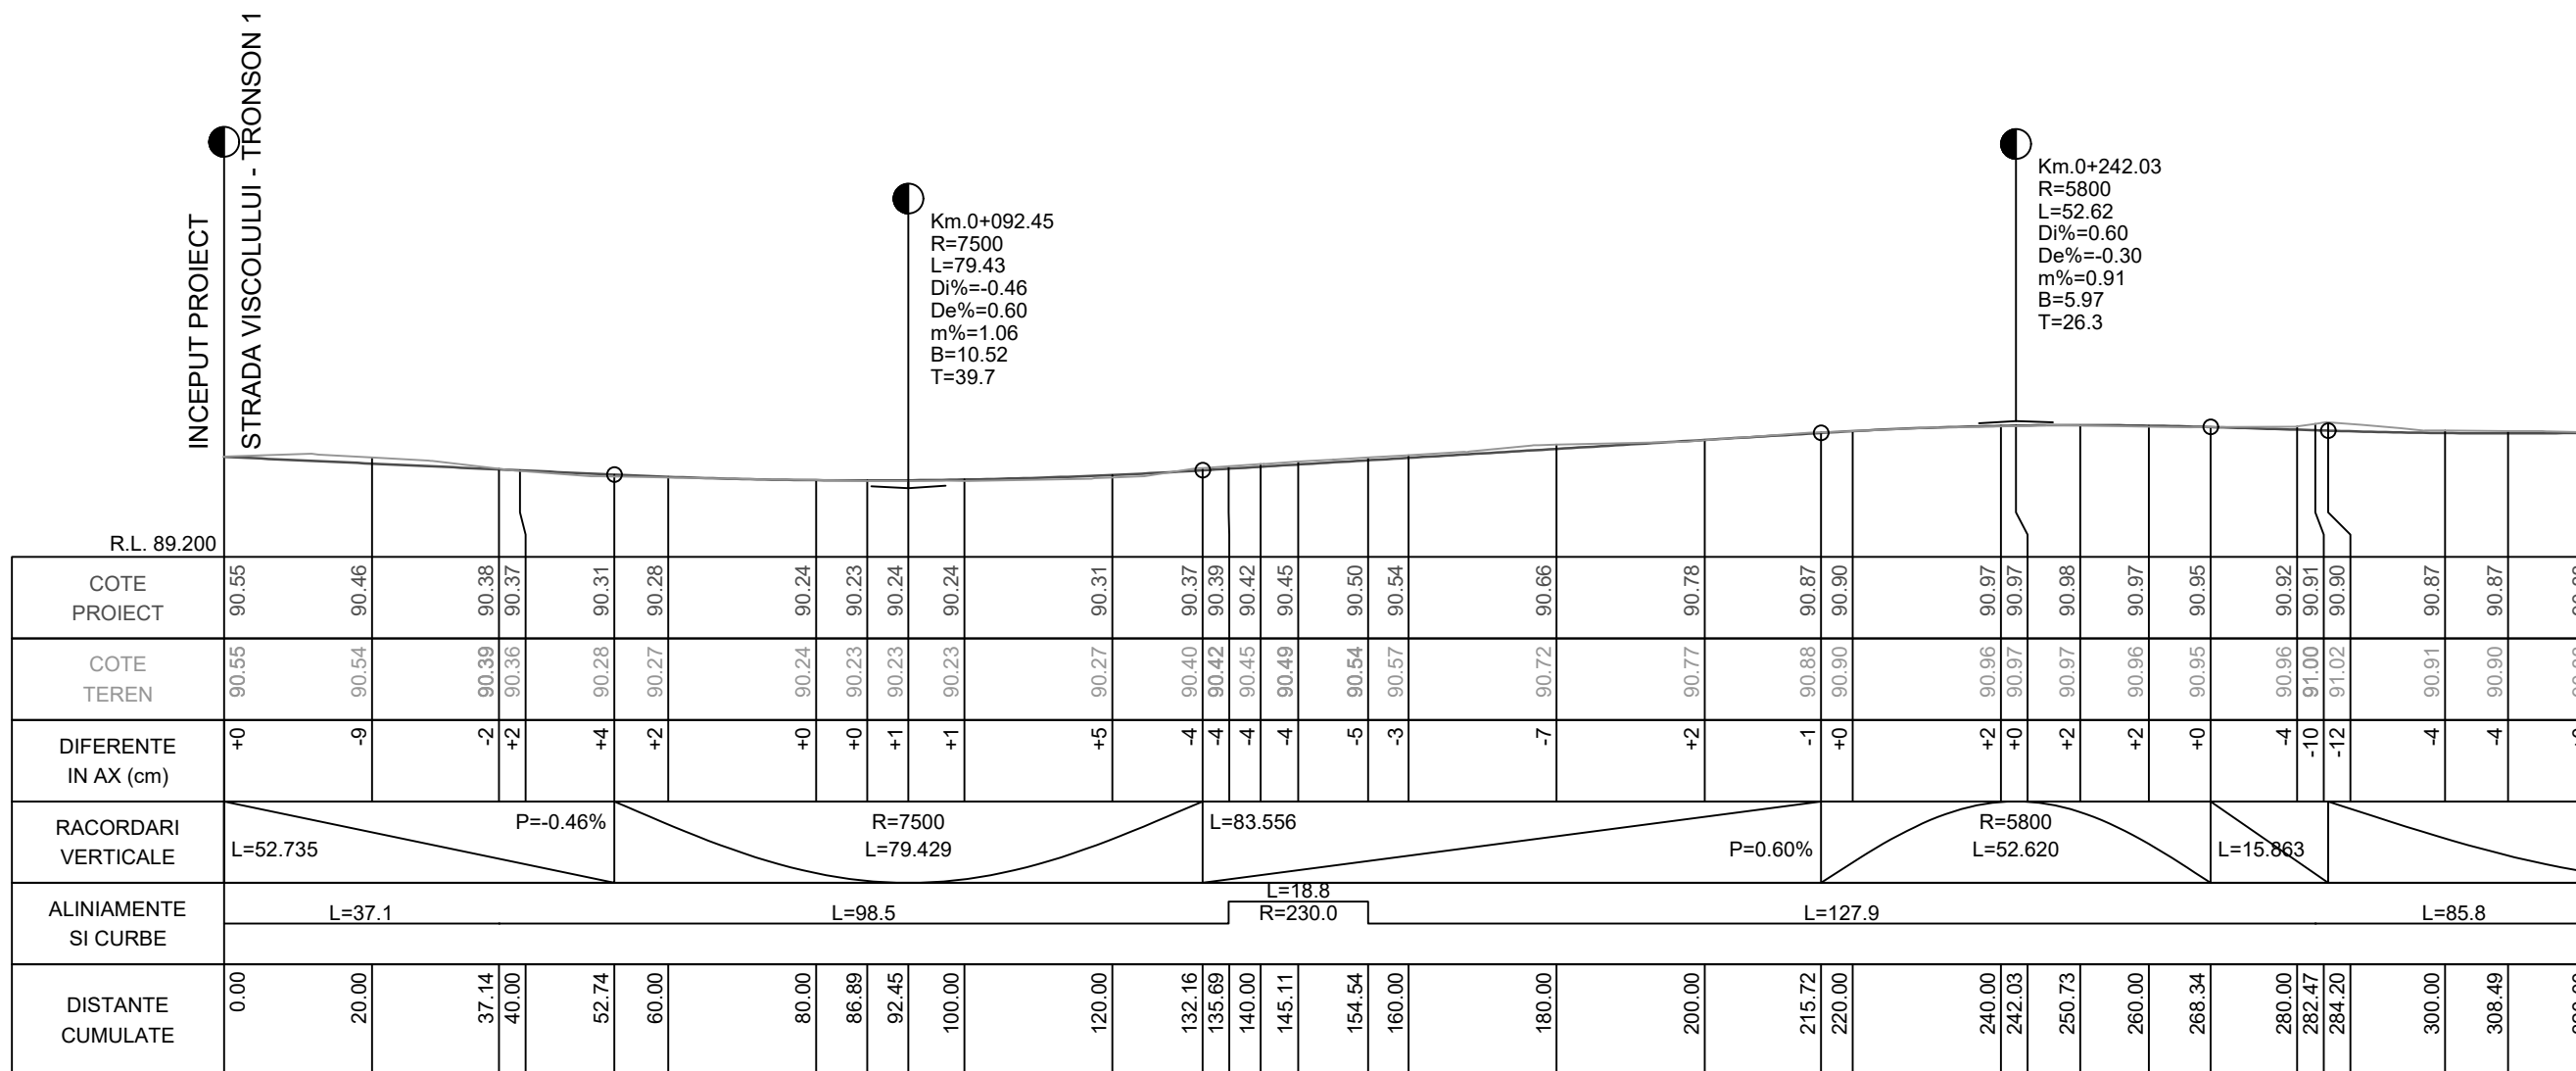 INCEPUT PROIECT
STRADA VISCOLULUI - TRONSON 1
Km.0+092.45
R=7500
L=79.43
Di%=-0.46
De%=0.60
m%=1.06
B=10.52
T=39.7
Km.0+242.03
R=5800
L=52.62
Di%=0.60
De%=-0.30
m%=0.91
B=5.97
T=26.3
R.L. 89.200
COTE
PROIECT
90.55 90.46 90.38 90.37 90.31 90.28 90.24 90.23 90.24 90.24 90.31 90.37 90.39 90.42 90.45 90.50 90.54 90.66 90.78 90.87 90.90 90.97 90.97 90.98 90.97 90.95 90.92 90.91 90.90 90.87 90.87
COTE
TEREN
90.55 90.54 90.39 90.36 90.28 90.27 90.24 90.23 90.23 90.23 90.27 90.40 90.42 90.45 90.49 90.54 90.57 90.72 90.77 90.88 90.90 90.96 90.97 90.97 90.96 90.95 90.96 91.00 91.02 90.91 90.90
DIFERENTE
IN AX (cm)
+0 -9 -2 +2 +4 +2 +0 +0 +1 +1 +5 -4 -4 -4 -4 -5 -3 -7 +2 -1 +0 +2 +0 +2 +2 +0 -4 -10 -12 -4 -4
RACORDARI
VERTICALE
P=-0.46%
L=52.735
R=7500
L=79.429
L=83.556
P=0.60%
R=5800
L=52.620
L=15.863
ALINIAMENTE
SI CURBE
L=37.1
L=98.5
L=18.8
R=230.0
L=127.9
L=85.8
DISTANTE
CUMULATE
0.00 20.00 37.14 40.00 52.74 60.00 80.00 86.89 92.45 100.00 120.00 132.16 135.69 140.00 145.11 154.54 160.00 180.00 200.00 215.72 220.00 240.00 242.03 250.73 260.00 268.34 280.00 282.47 284.20 300.00 308.49